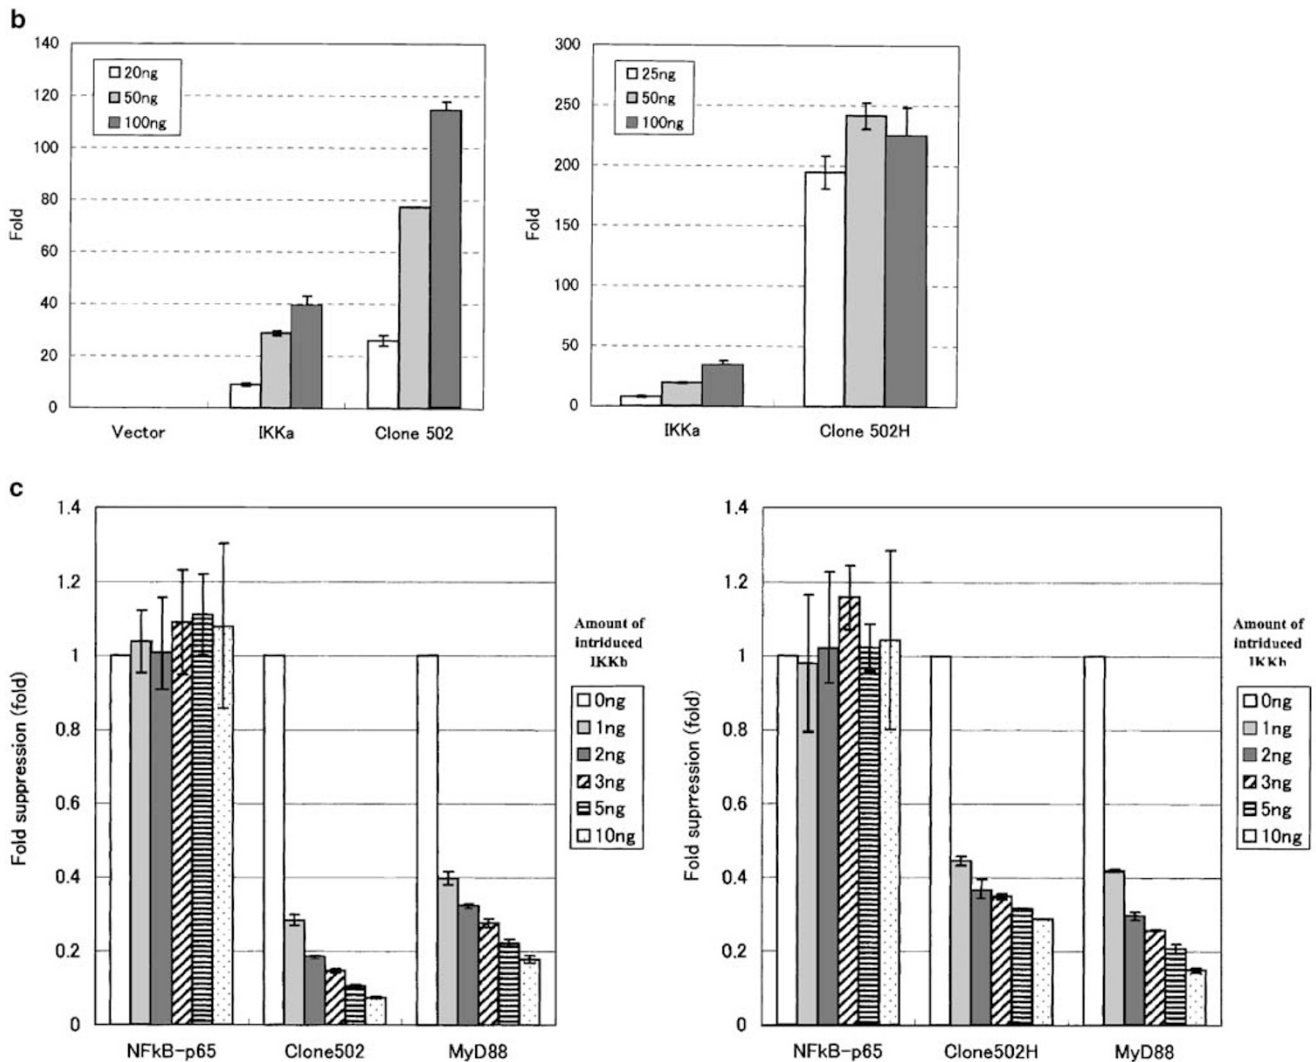 b
140
120
100
80
60
40
20
0
Fold
20ng
50ng
100ng
Vector
IKKa
Clone 502
300
250
200
150
100
50
0
Fold
25ng
50ng
100ng
IKKa
Clone 502H
c
1.4
1.2
1
0.8
0.6
0.4
0.2
0
Fold suppression (fold)
NFkB-p65
Clone502
MyD88
Amount of
intriduced
IKKb
0ng
1ng
2ng
3ng
5ng
10ng
1.4
1.2
1
0.8
0.6
0.4
0.2
0
Fold suprression (fold)
NFkB-p65
Clone502H
MyD88
Amount of
intriduced
IKKb
0ng
1ng
2ng
3ng
5ng
10ng